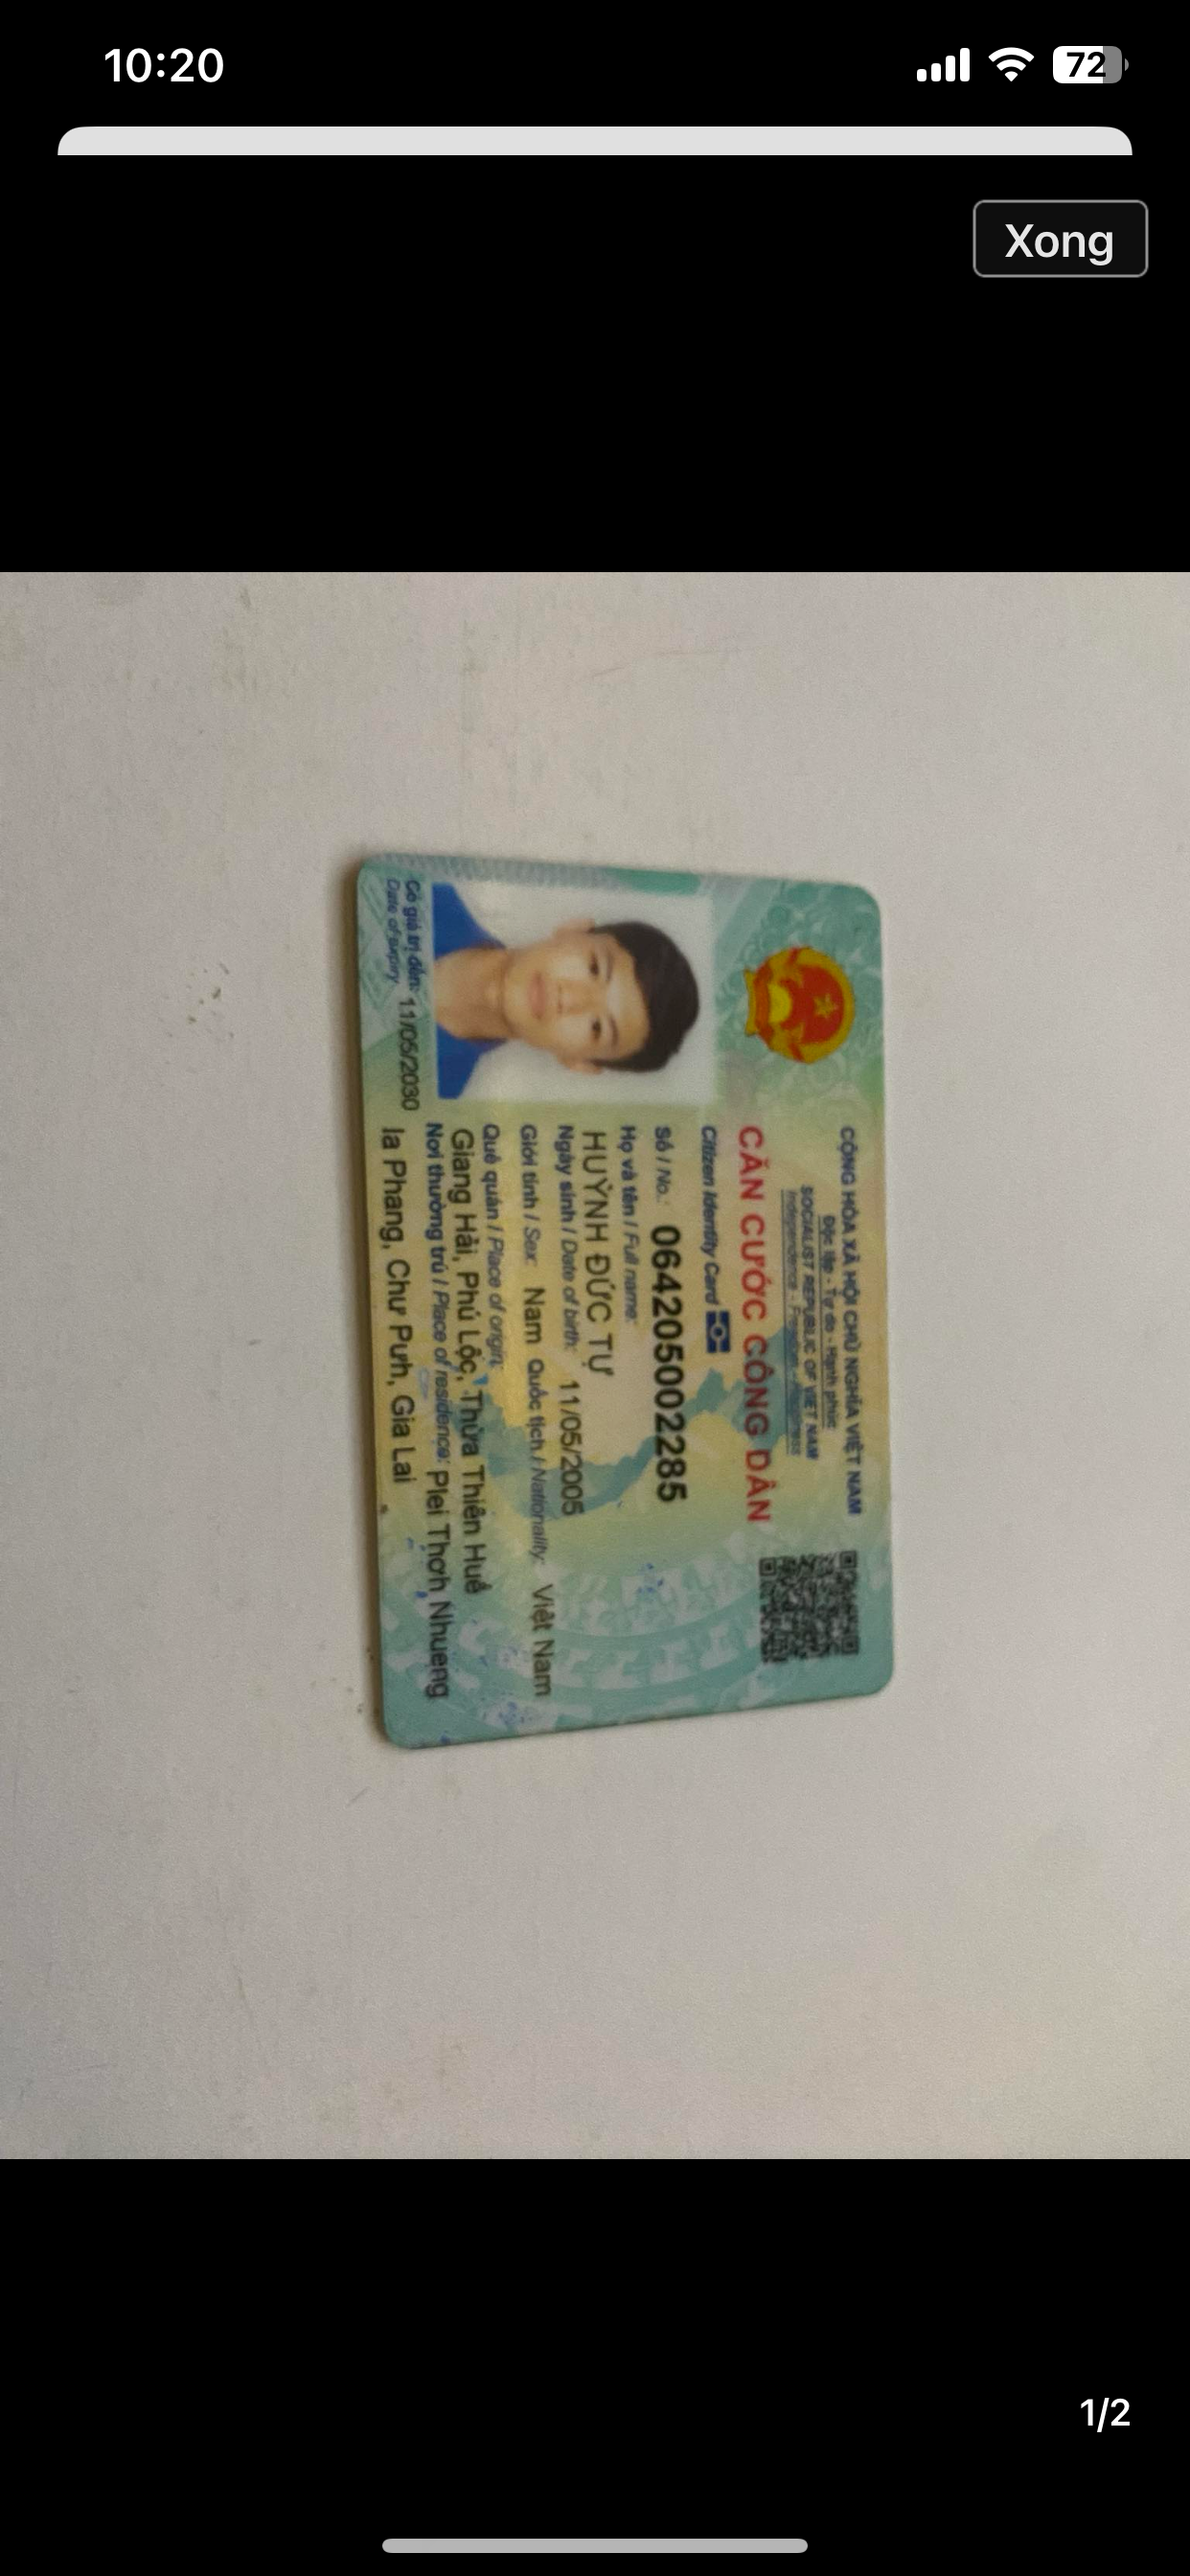 10:20
72
Xong
CỘNG HÒA XÃ HỘI CHỦ NGHĨA VIỆT NAM
Độc lập - Tự do - Hạnh phúc
SOCIALIST REPUBLIC OF VIET NAM
Independence - Freedom - Happiness
CĂN CƯỚC CÔNG DÂN
Citizen Identity Card
Số / No.: 064205002285
Họ và tên / Full name:
HUỲNH ĐỨC TỰ
Ngày sinh / Date of birth: 11/05/2005
Giới tính / Sex: Nam Quốc tịch / Nationality: Việt Nam
Quê quán / Place of origin:
Giang Hải, Phú Lộc, Thừa Thiên Huế
Nơi thường trú / Place of residence: Plei Thơh Nhueng
Ia Phang, Chư Pưh, Gia Lai
Có giá trị đến: 11/05/2030
Date of expiry
1/2